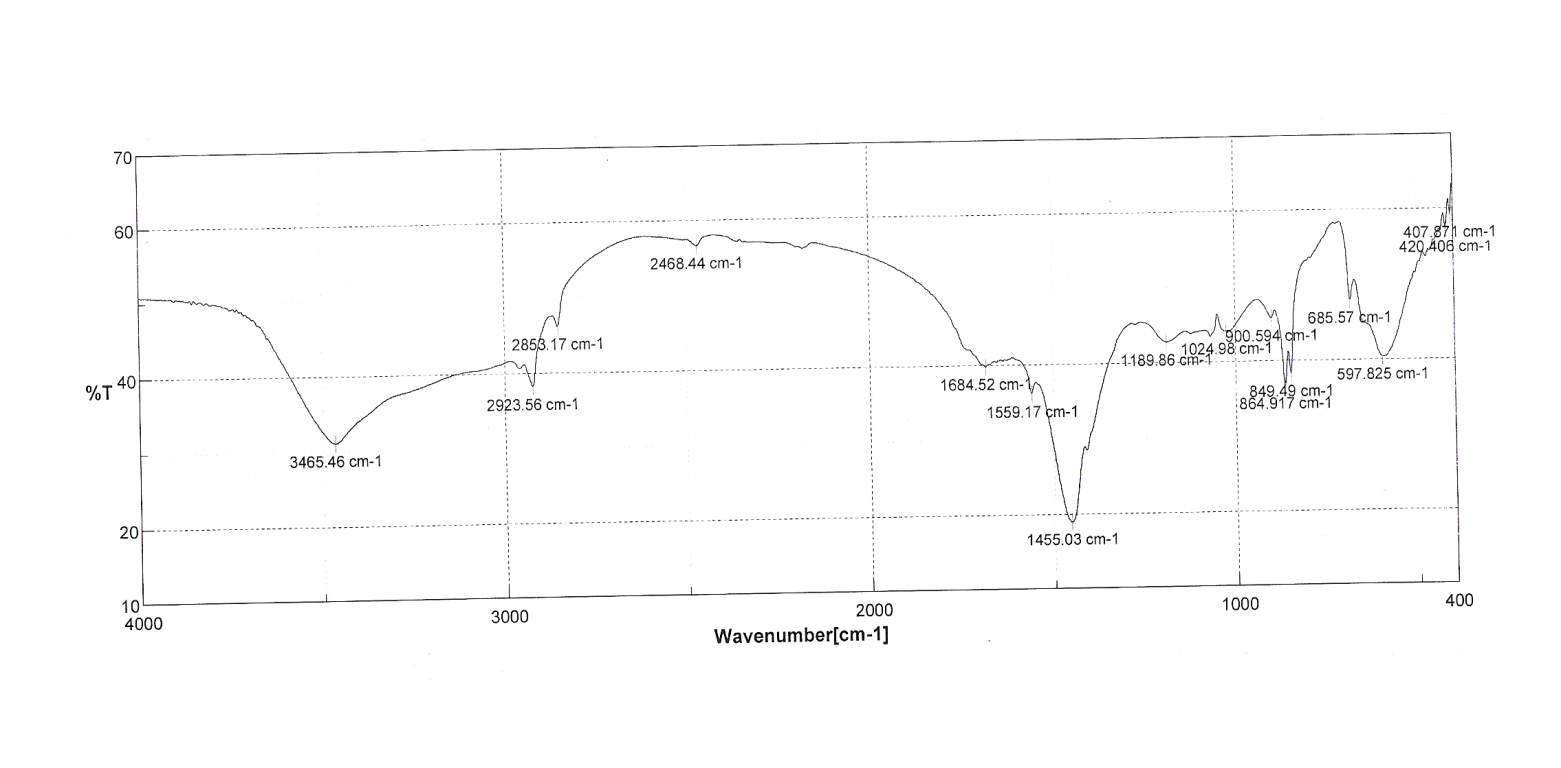 70
60
407.871 cm-1
420.406 cm-1
2468.44 cm-1
685.57 cm-1
900.594 cm-1
2853.17 cm-1
1024.98 cm-1
1189.86 cm-1
597.825 cm-1
40
%T
1684.52 cm-1
849.49 cm-1
2923.56 cm-1
864.917 cm-1
1559.17 cm-1
3465.46 cm-1
20
1455.03 cm-1
10
4000 3000 2000 1000 400
Wavenumber[cm-1]